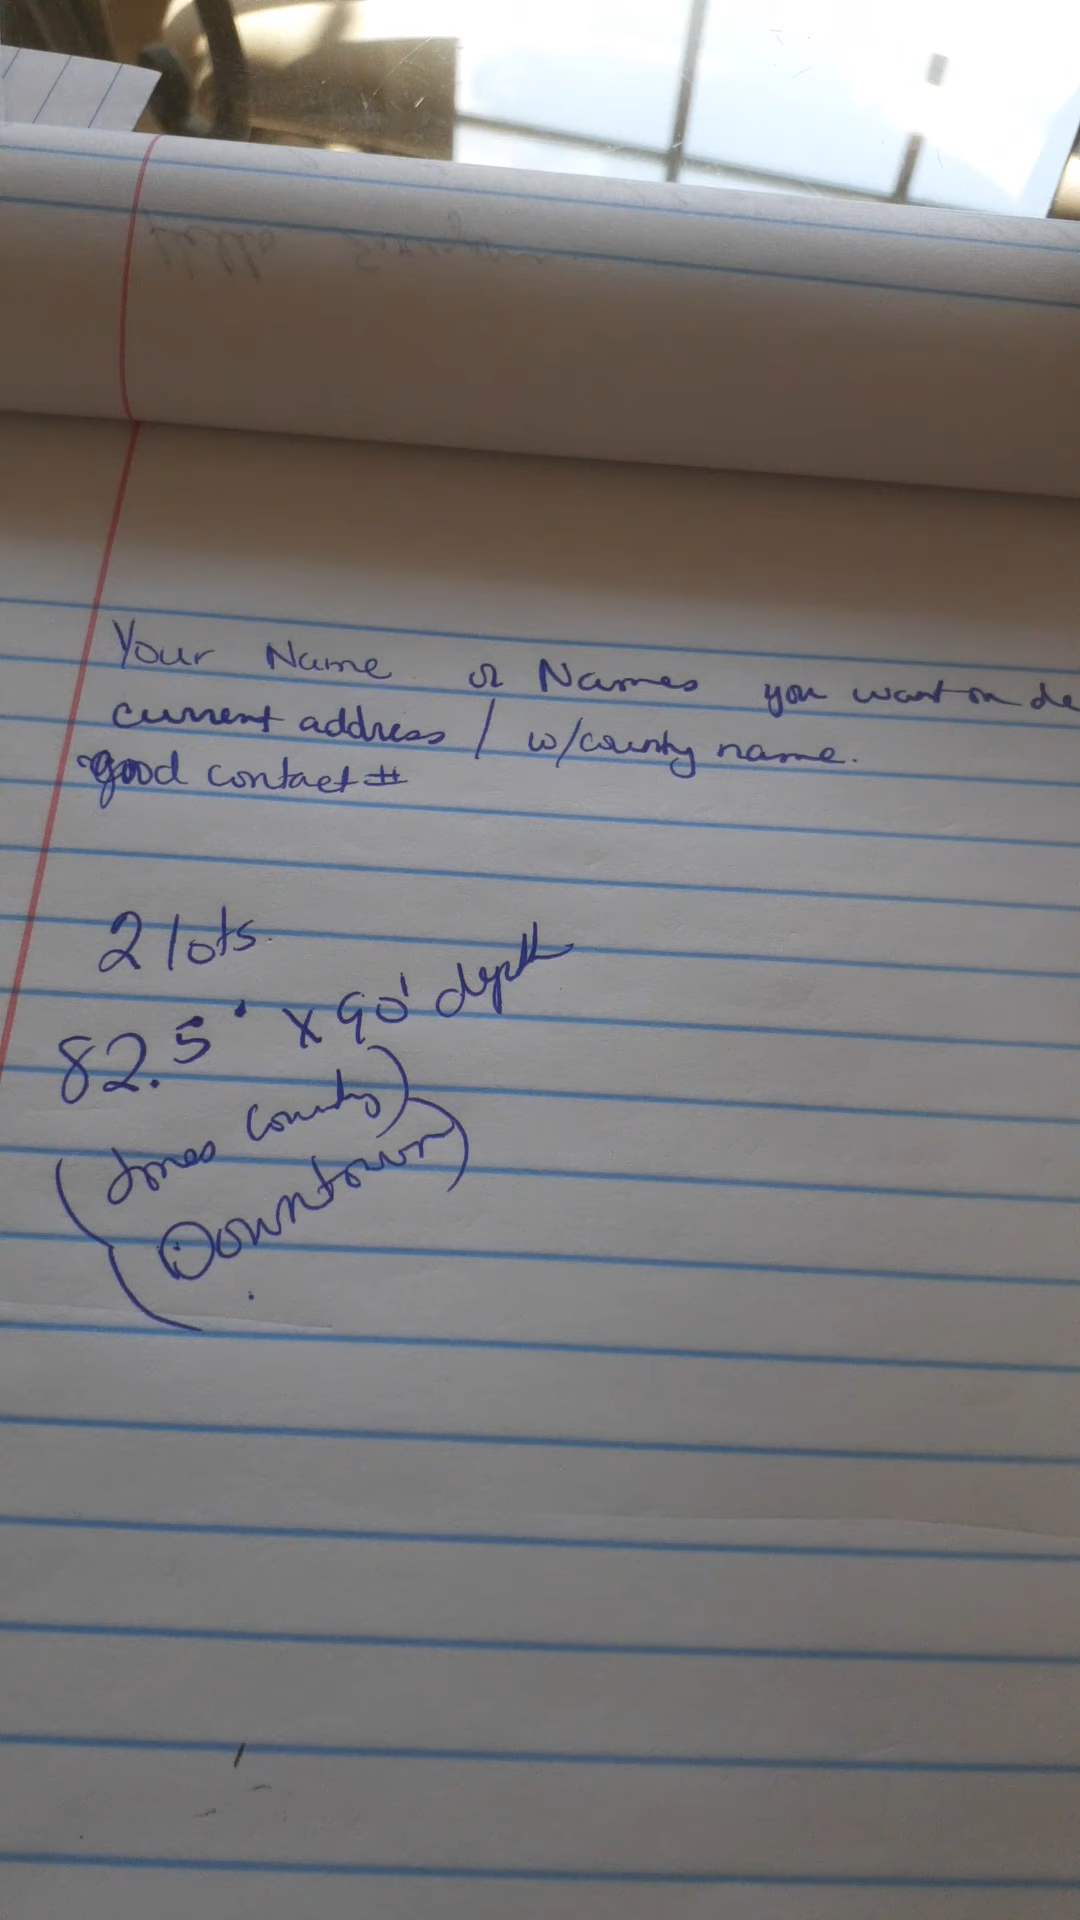 Your Name or Names you want on de
current address / w/county name.
good contact #
2 lots.
82.5' x 90' depth
(Jones County)
(Downtown)